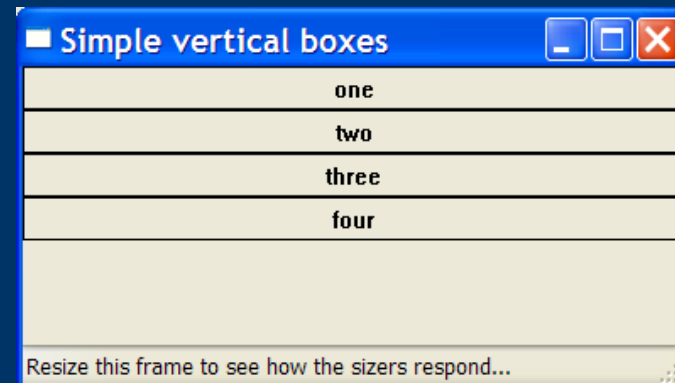 Simple vertical boxes
one
two
three
four
Resize this frame to see how the sizers respond...